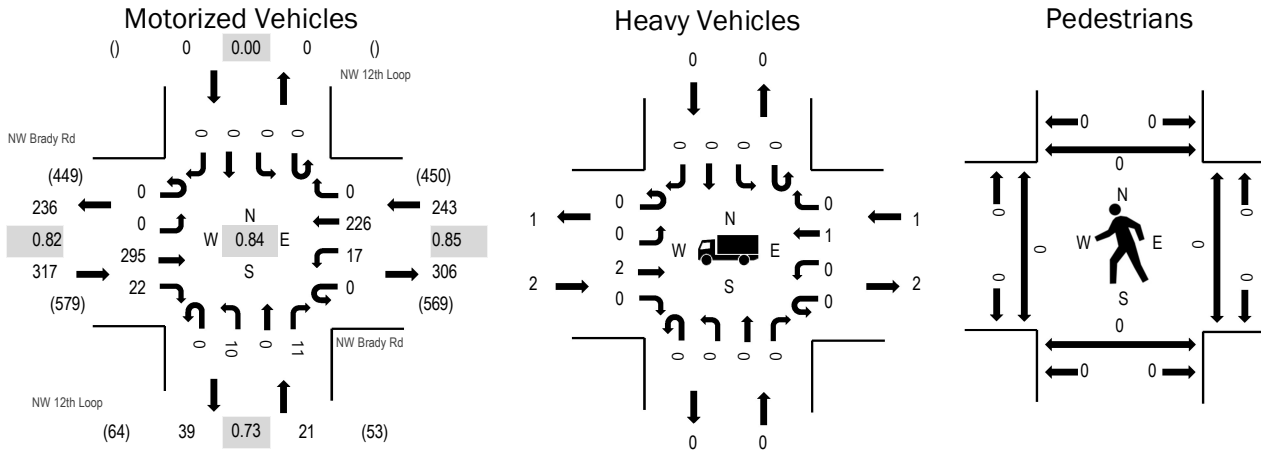 Motorized Vehicles
Heavy Vehicles
Pedestrians
() 0 0.00 0 ()
NW 12th Loop
NW Brady Rd
0 0 0 0
(449) 0 0 (450)
236 243
0 226
0.82 W N 0.84 E S 0.85
295 17
317 306
22 0
(579) (569)
0 10 0 11
NW Brady Rd
NW 12th Loop
(64) 39 0.73 21 (53)
0 0
0 0 0 0
0 0
1 1
0 1
N
W E
S
2 0
2 2
0 0
0 0 0 0
0 0
0 0
0
0 0
N
W E
0 0
S
0 0
0
0 0